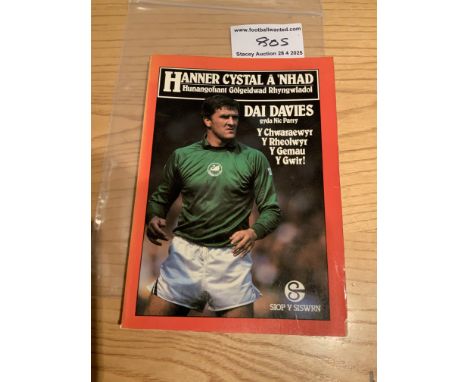 www.footballwanted.com
805
Stacey Auction 25 4 2025
HANNER CYSTAL A 'NHAD
Hunangofiant Gôlgeidwad Rhyngwladol
DAI DAVIES
gyda Nic Parry
Y Chwaraewyr
Y Rheolwyr
Y Gemau
Y Gwir!
SIOP Y SISWRN